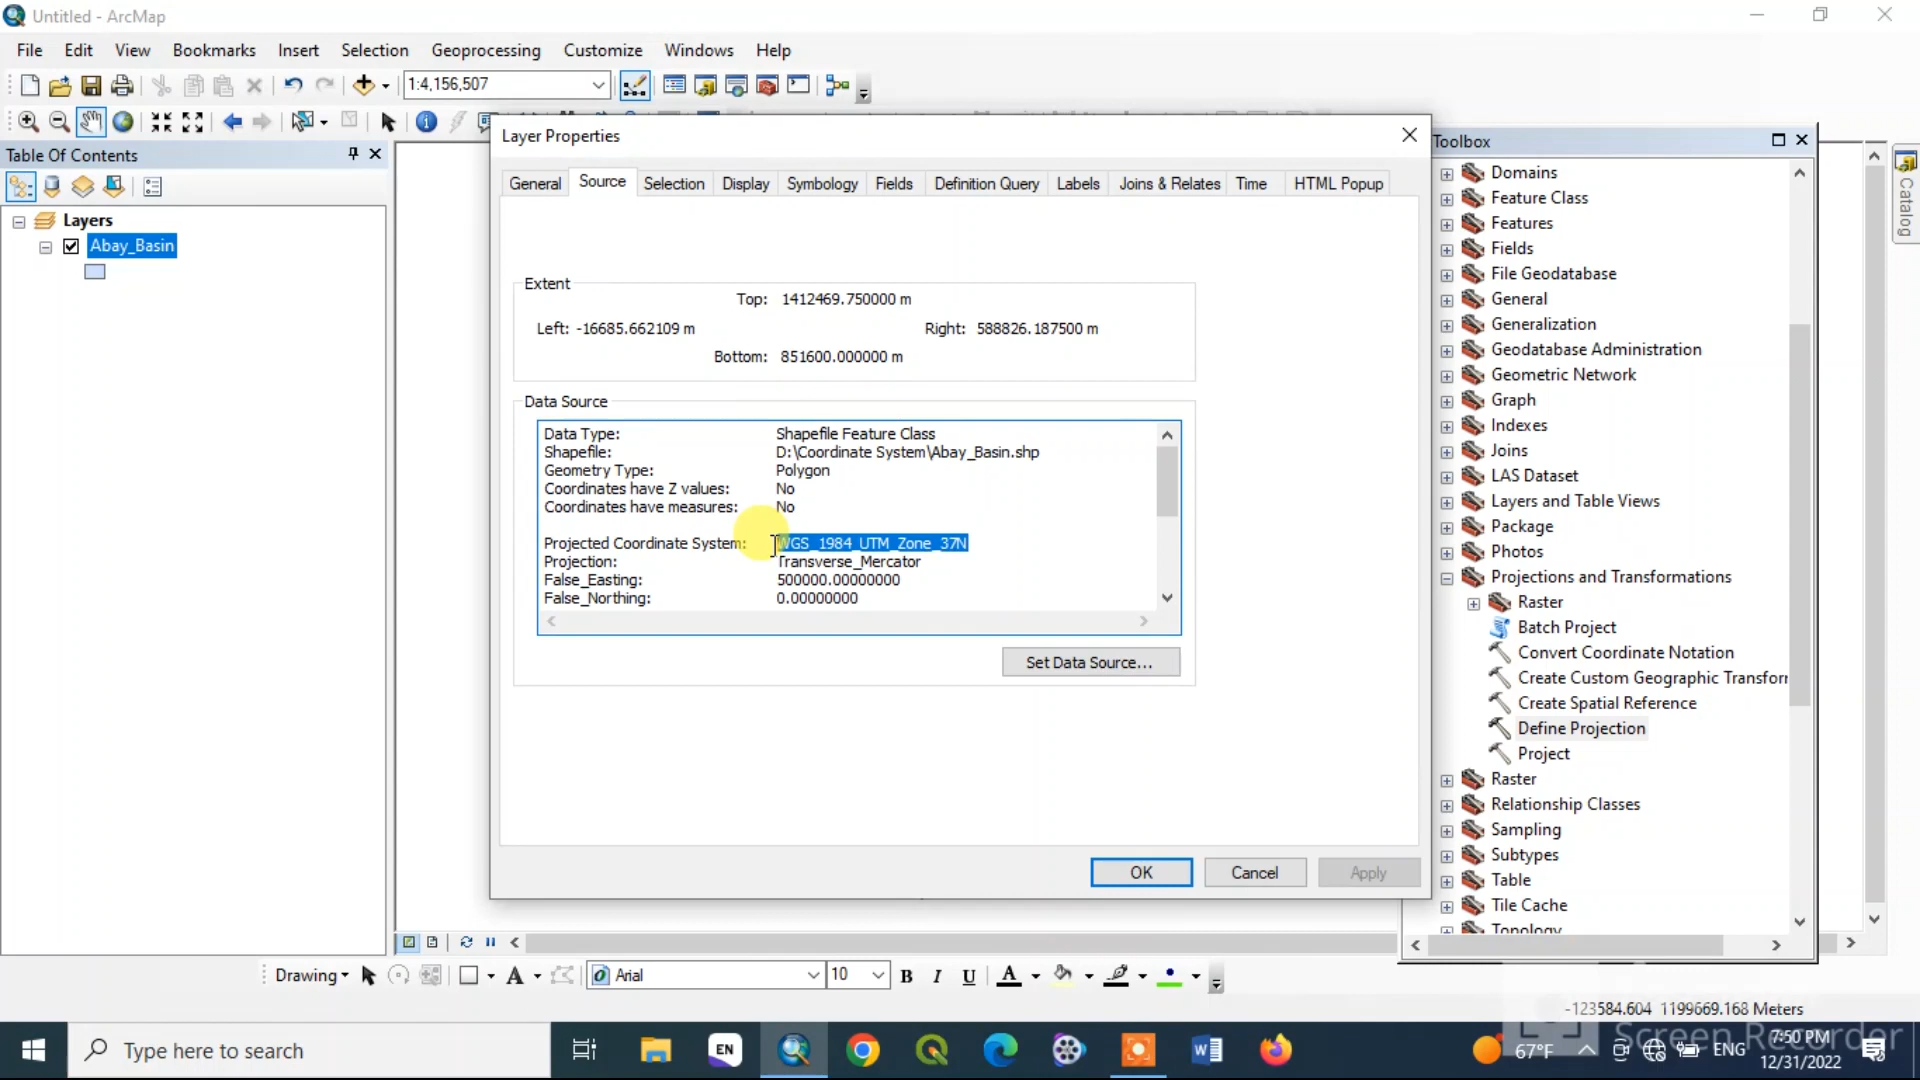 Untitled - ArcMap
File Edit View Bookmarks Insert Selection Geoprocessing Customize Windows Help
1:4,156,507
Table Of Contents
Layers
Abay_Basin
Layer Properties
General Source Selection Display Symbology Fields Definition Query Labels Joins & Relates Time HTML Popup
Extent
Top: 1412469.750000 m
Left: -16685.662109 m Right: 588826.187500 m
Bottom: 851600.000000 m
Data Source
Data Type: Shapefile Feature Class
Shapefile: D:\Coordinate System\Abay_Basin.shp
Geometry Type: Polygon
Coordinates have Z values: No
Coordinates have measures: No
Projected Coordinate System: WGS_1984_UTM_Zone_37N
Projection: Transverse_Mercator
False_Easting: 500000.00000000
False_Northing: 0.00000000
Set Data Source...
OK Cancel Apply
Toolbox
Domains
Feature Class
Features
Fields
File Geodatabase
General
Generalization
Geodatabase Administration
Geometric Network
Graph
Indexes
Joins
LAS Dataset
Layers and Table Views
Package
Photos
Projections and Transformations
Raster
Batch Project
Convert Coordinate Notation
Create Custom Geographic Transfor
Create Spatial Reference
Define Projection
Project
Raster
Relationship Classes
Sampling
Subtypes
Table
Tile Cache
Topology
Catalog
Drawing Arial 10 B I U A
-123584.604 1199669.168 Meters
Screen Recorder
Type here to search
EN
67°F ENG 7:50 PM
12/31/2022